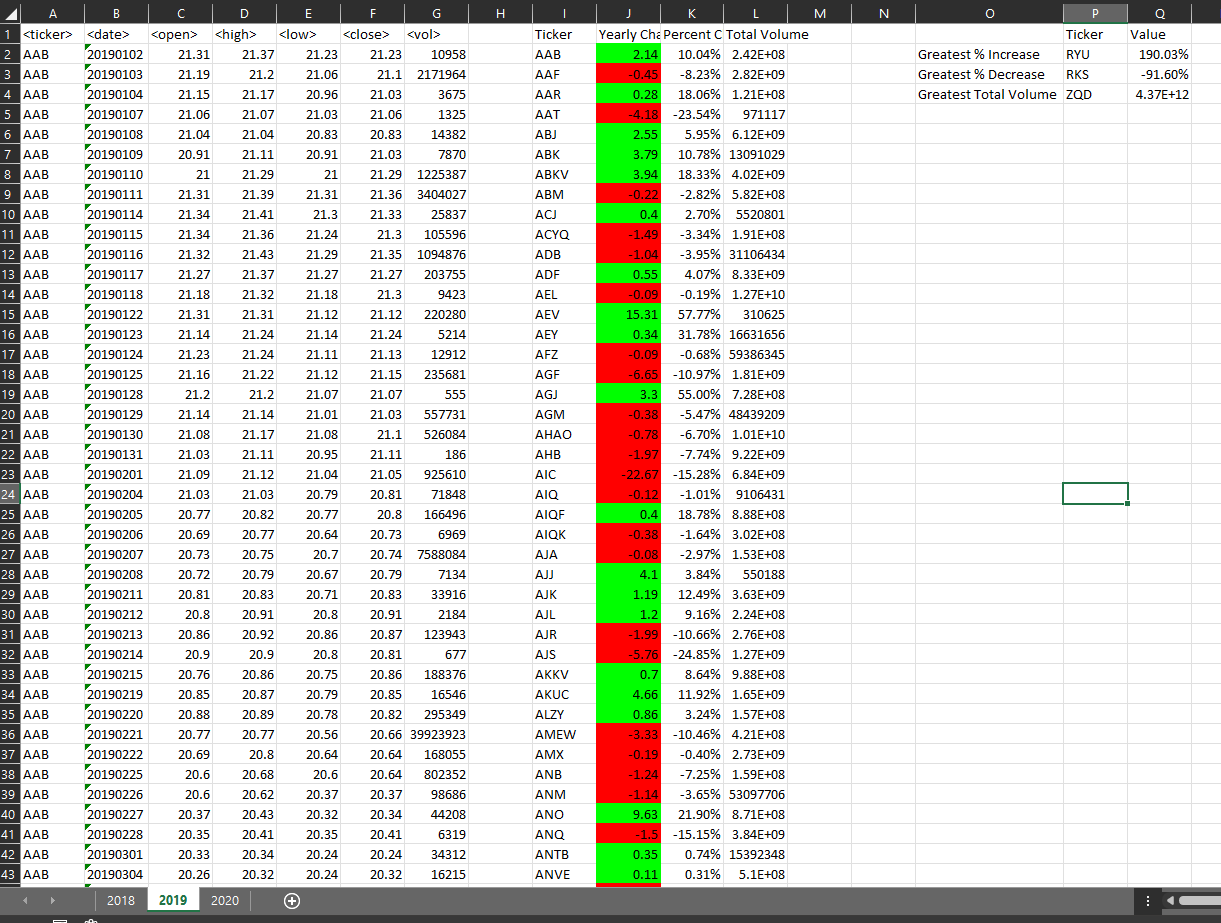 A B C D E F G H I J K L M N O P Q
1 <ticker> <date> <open> <high> <low> <close> <vol> Ticker Yearly Cha Percent C Total Volume Ticker Value
2 AAB 20190102 21.31 21.37 21.23 21.23 10958 AAB 2.14 10.04% 2.42E+08 Greatest % Increase RYU 190.03%
3 AAB 20190103 21.19 21.2 21.06 21.1 2171964 AAF -0.45 -8.23% 2.82E+09 Greatest % Decrease RKS -91.60%
4 AAB 20190104 21.15 21.17 20.96 21.03 3675 AAR 0.28 18.06% 1.21E+08 Greatest Total Volume ZQD 4.37E+12
5 AAB 20190107 21.06 21.07 21.03 21.06 1325 AAT -4.18 -23.54% 971117
6 AAB 20190108 21.04 21.04 20.83 20.83 14382 ABJ 2.55 5.95% 6.12E+09
7 AAB 20190109 20.91 21.11 20.91 21.03 7870 ABK 3.79 10.78% 13091029
8 AAB 20190110 21 21.29 21 21.29 1225387 ABKV 3.94 18.33% 4.02E+09
9 AAB 20190111 21.31 21.39 21.31 21.36 3404027 ABM -0.22 -2.82% 5.82E+08
10 AAB 20190114 21.34 21.41 21.3 21.33 25837 ACJ 0.4 2.70% 5520801
11 AAB 20190115 21.34 21.36 21.24 21.3 105596 ACYQ -1.49 -3.34% 1.91E+08
12 AAB 20190116 21.32 21.43 21.29 21.35 1094876 ADB -1.04 -3.95% 31106434
13 AAB 20190117 21.27 21.37 21.27 21.27 203755 ADF 0.55 4.07% 8.33E+09
14 AAB 20190118 21.18 21.32 21.18 21.3 9423 AEL -0.09 -0.19% 1.27E+10
15 AAB 20190122 21.31 21.31 21.12 21.12 220280 AEV 15.31 57.77% 310625
16 AAB 20190123 21.14 21.24 21.14 21.24 5214 AEY 0.34 31.78% 16631656
17 AAB 20190124 21.23 21.24 21.11 21.13 12912 AFZ -0.09 -0.68% 59386345
18 AAB 20190125 21.16 21.22 21.12 21.15 235681 AGF -6.65 -10.97% 1.81E+09
19 AAB 20190128 21.2 21.2 21.07 21.07 555 AGJ 3.3 55.00% 7.28E+08
20 AAB 20190129 21.14 21.14 21.01 21.03 557731 AGM -0.38 -5.47% 48439209
21 AAB 20190130 21.08 21.17 21.08 21.1 526084 AHAO -0.78 -6.70% 1.01E+10
22 AAB 20190131 21.03 21.11 20.95 21.11 186 AHB -1.97 -7.74% 9.22E+09
23 AAB 20190201 21.09 21.12 21.04 21.05 925610 AIC -22.67 -15.28% 6.84E+09
24 AAB 20190204 21.03 21.03 20.79 20.81 71848 AIQ -0.12 -1.01% 9106431
25 AAB 20190205 20.77 20.82 20.77 20.8 166496 AIQF 0.4 18.78% 8.88E+08
26 AAB 20190206 20.69 20.77 20.64 20.73 6969 AIQK -0.38 -1.64% 3.02E+08
27 AAB 20190207 20.73 20.75 20.7 20.74 7588084 AJA -0.08 -2.97% 1.53E+08
28 AAB 20190208 20.72 20.79 20.67 20.79 7134 AJJ 4.1 3.84% 550188
29 AAB 20190211 20.81 20.83 20.71 20.83 33916 AJK 1.19 12.49% 3.63E+09
30 AAB 20190212 20.8 20.91 20.8 20.91 2184 AJL 1.2 9.16% 2.24E+08
31 AAB 20190213 20.86 20.92 20.86 20.87 123943 AJR -1.99 -10.66% 2.76E+08
32 AAB 20190214 20.9 20.9 20.8 20.81 677 AJS -5.76 -24.85% 1.27E+09
33 AAB 20190215 20.76 20.86 20.75 20.86 188376 AKKV 0.7 8.64% 9.88E+08
34 AAB 20190219 20.85 20.87 20.79 20.85 16546 AKUC 4.66 11.92% 1.65E+09
35 AAB 20190220 20.88 20.89 20.78 20.82 295349 ALZY 0.86 3.24% 1.57E+08
36 AAB 20190221 20.77 20.77 20.56 20.66 39923923 AMEW -3.33 -10.46% 4.21E+08
37 AAB 20190222 20.69 20.8 20.64 20.64 168055 AMX -0.19 -0.40% 2.73E+09
38 AAB 20190225 20.6 20.68 20.6 20.64 802352 ANB -1.24 -7.25% 1.59E+08
39 AAB 20190226 20.6 20.62 20.37 20.37 98686 ANM -1.14 -3.65% 53097706
40 AAB 20190227 20.37 20.43 20.32 20.34 44208 ANO 9.63 21.90% 8.71E+08
41 AAB 20190228 20.35 20.41 20.35 20.41 6319 ANQ -1.5 -15.15% 3.84E+09
42 AAB 20190301 20.33 20.34 20.24 20.24 34312 ANTB 0.35 0.74% 15392348
43 AAB 20190304 20.26 20.32 20.24 20.32 16215 ANVE 0.11 0.31% 5.1E+08
2018 2019 2020